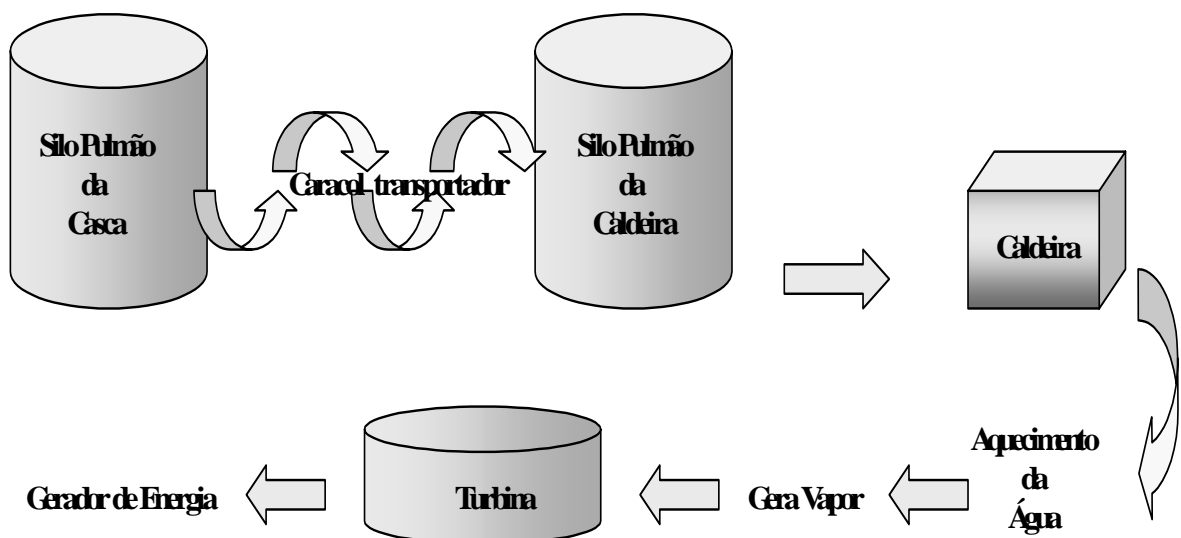 Silo Pulmão
da
Casca
Caracol-transportador
Silo Pulmão
da
Caldeira
Caldeira
Aquecimento
da
Água
Gera Vapor
Turbina
Gerador de Energia